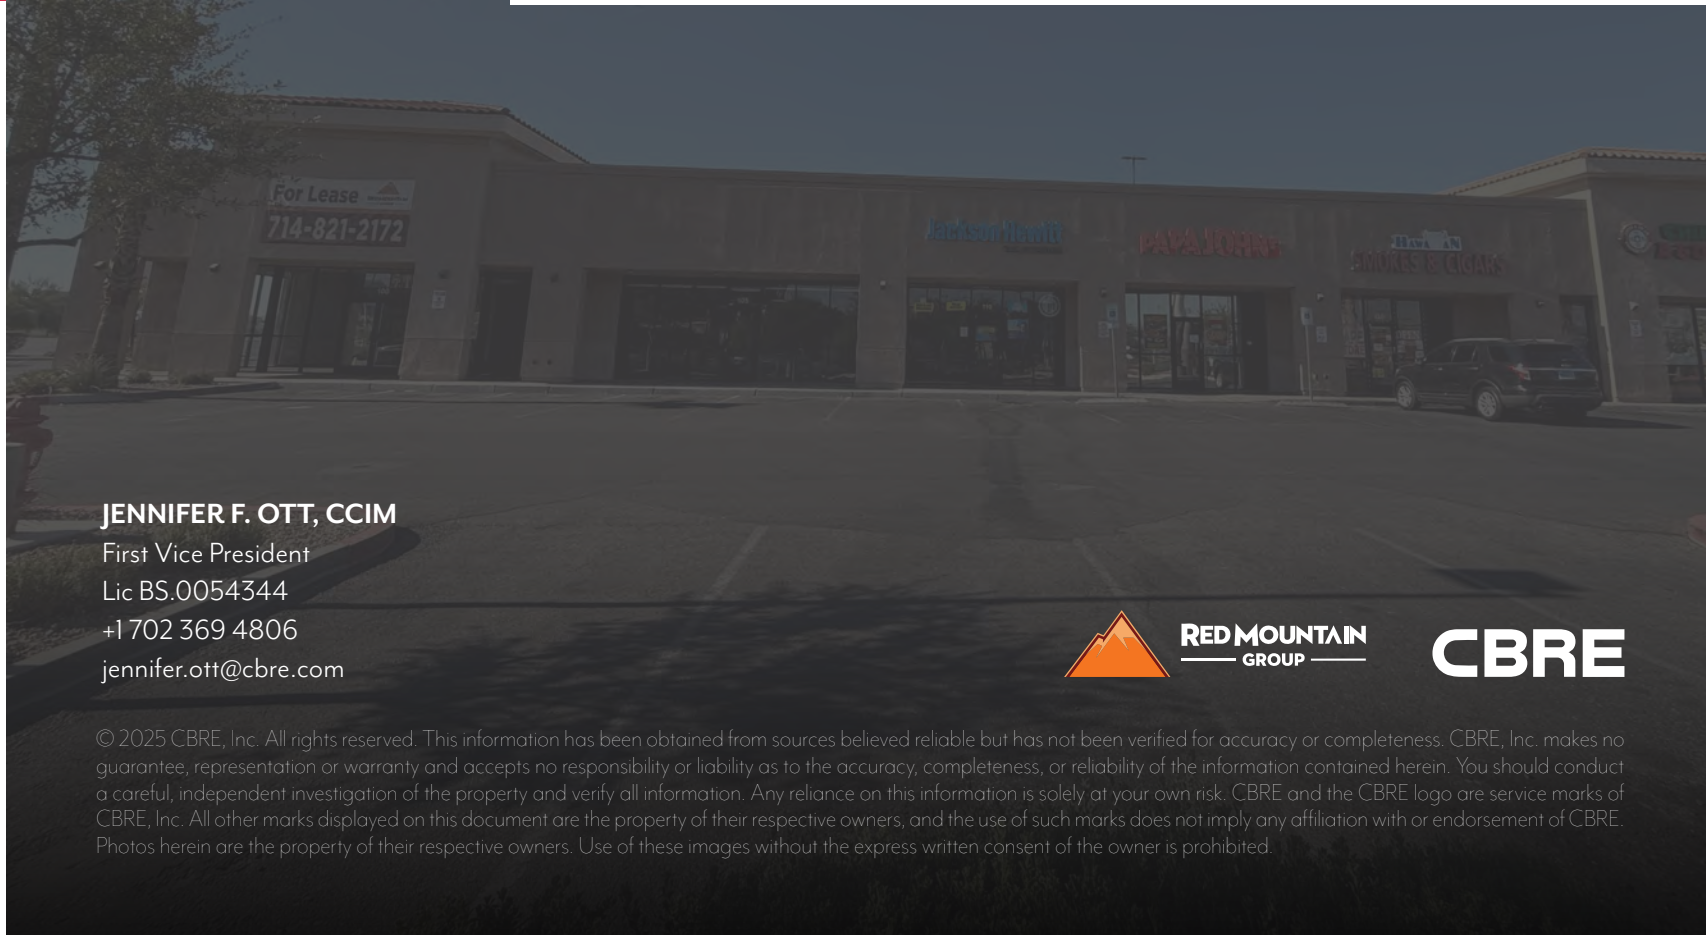 For Lease
714-821-2172
Jackson Hewitt
PAPA JOHN'S
SMOKES & CIGARS
JENNIFER F. OTT, CCIM
First Vice President
Lic BS.0054344
+1 702 369 4806
jennifer.ott@cbre.com
RED MOUNTAIN
GROUP
CBRE
© 2025 CBRE, Inc. All rights reserved. This information has been obtained from sources believed reliable but has not been verified for accuracy or completeness. CBRE, Inc. makes no
guarantee, representation or warranty and accepts no responsibility or liability as to the accuracy, completeness, or reliability of the information contained herein. You should conduct
a careful, independent investigation of the property and verify all information. Any reliance on this information is solely at your own risk. CBRE and the CBRE logo are service marks of
CBRE, Inc. All other marks displayed on this document are the property of their respective owners, and the use of such marks does not imply any affiliation with or endorsement of CBRE.
Photos herein are the property of their respective owners. Use of these images without the express written consent of the owner is prohibited.